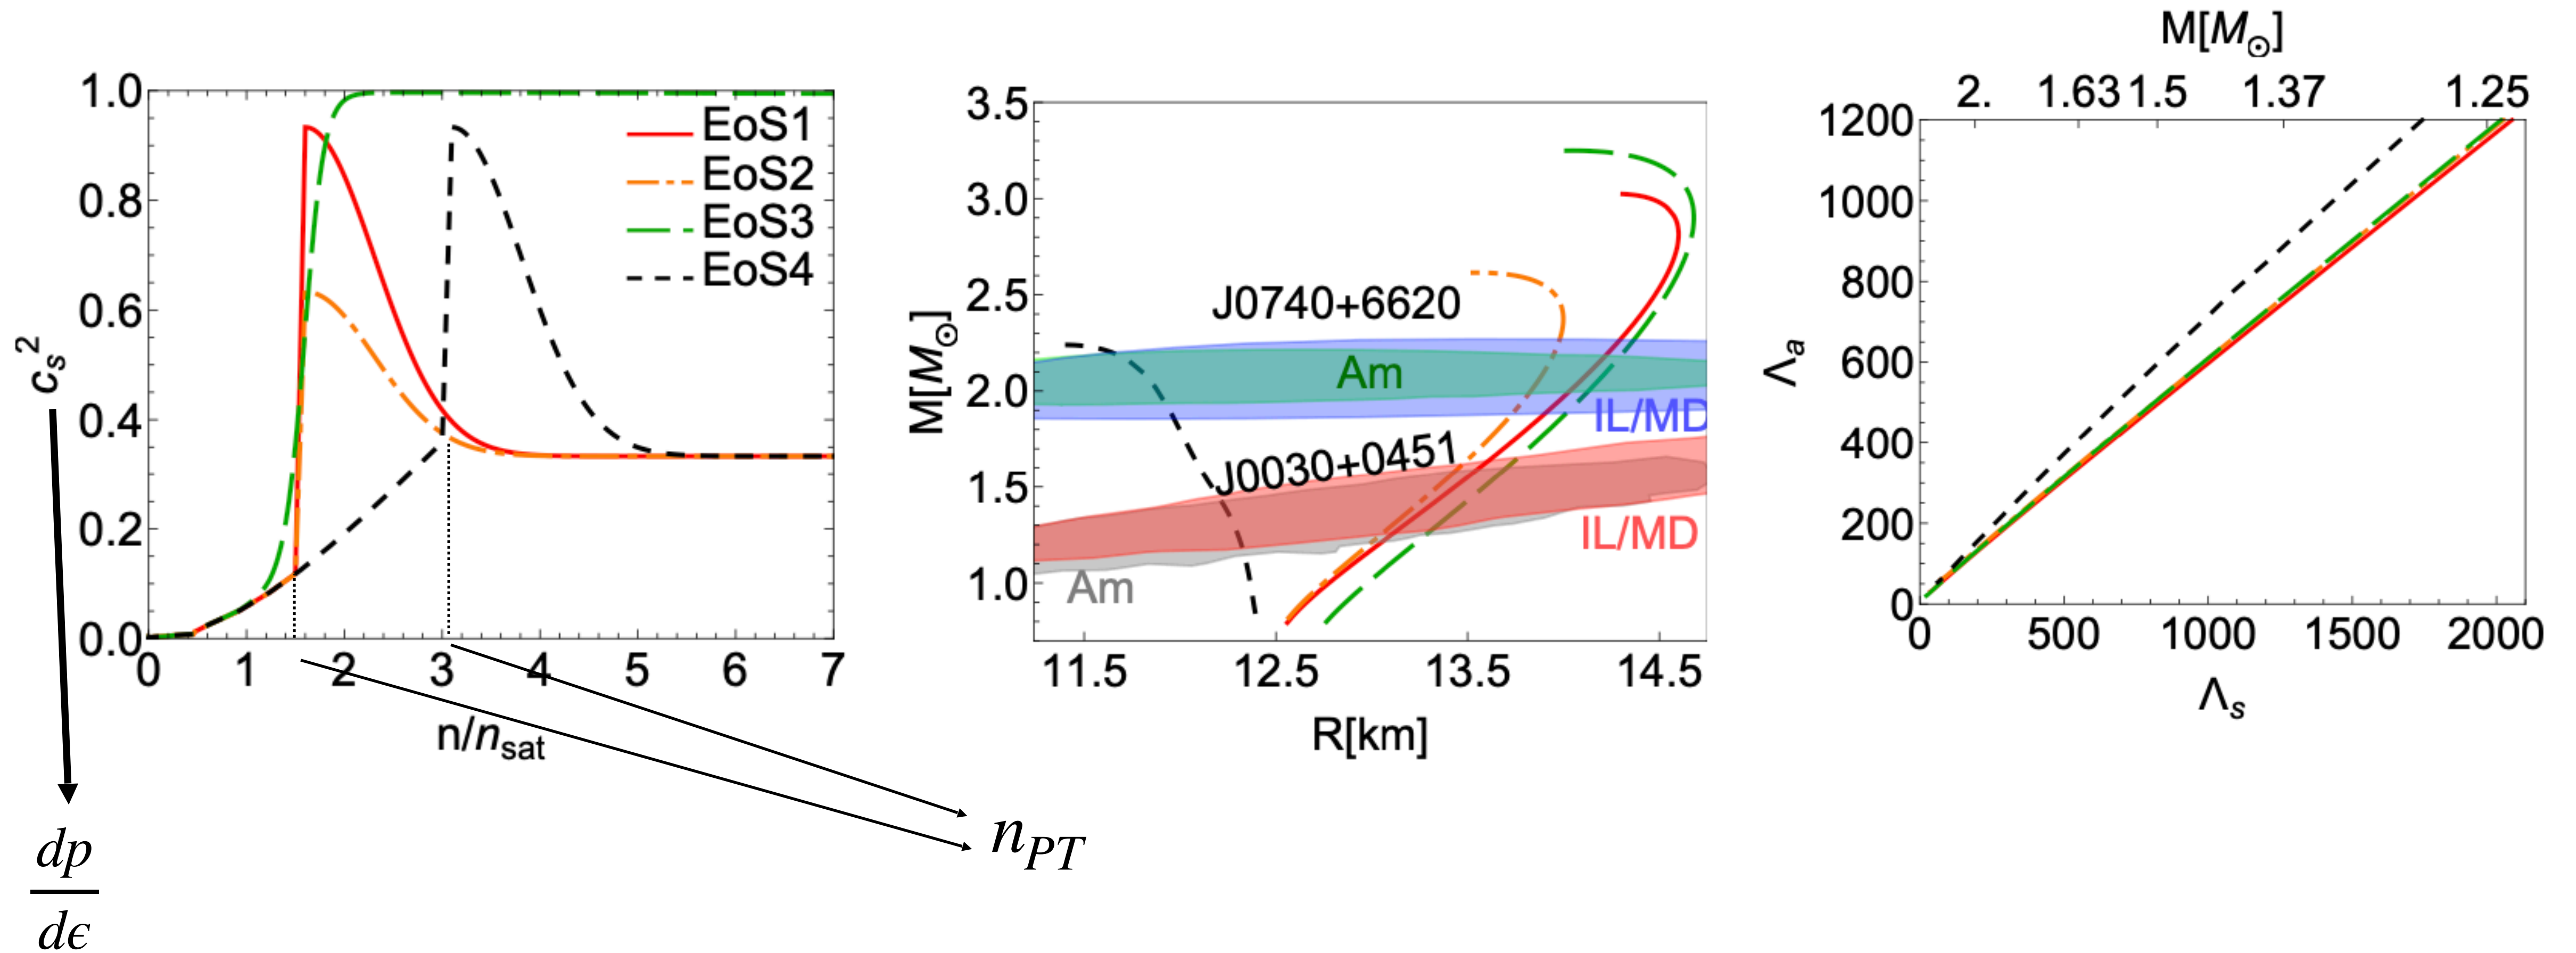 1.0
0.8
0.6
0.4
0.2
0.0
0 1 2 3 4 5 6 7
c_s^2
n/n_sat
EoS1
EoS2
EoS3
EoS4
dp
dϵ
n_PT
3.5
3.0
2.5
2.0
1.5
1.0
M[M⊙]
11.5 12.5 13.5 14.5
R[km]
J0740+6620
Am
IL/MD
J0030+0451
IL/MD
Am
M[M⊙]
2. 1.63 1.5 1.37 1.25
1200
1000
800
600
400
200
0
Λ_a
0 500 1000 1500 2000
Λ_s